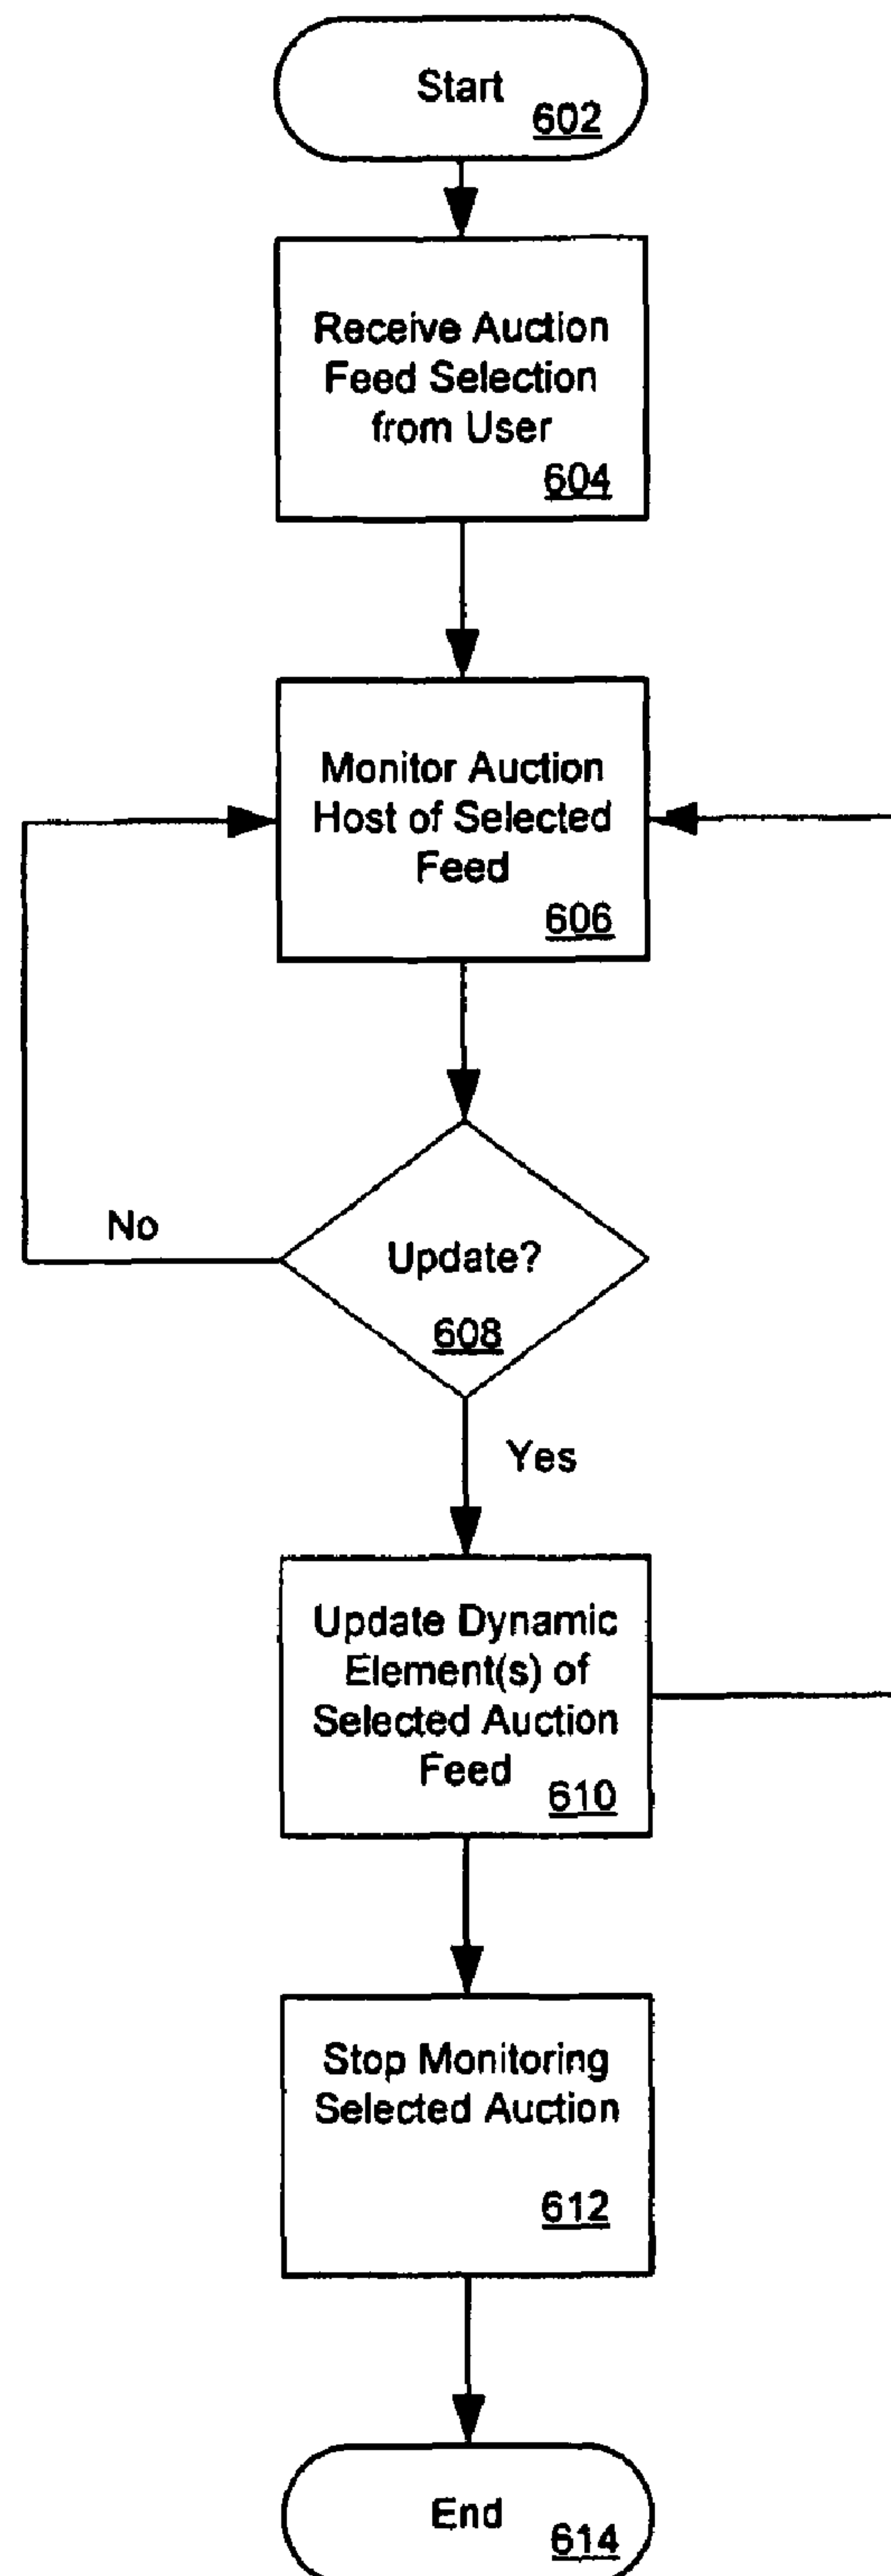 Start
602
Receive Auction
Feed Selection
from User
604
Monitor Auction
Host of Selected
Feed
606
No
Update?
608
Yes
Update Dynamic
Element(s) of
Selected Auction
Feed
610
Stop Monitoring
Selected Auction
612
End
614